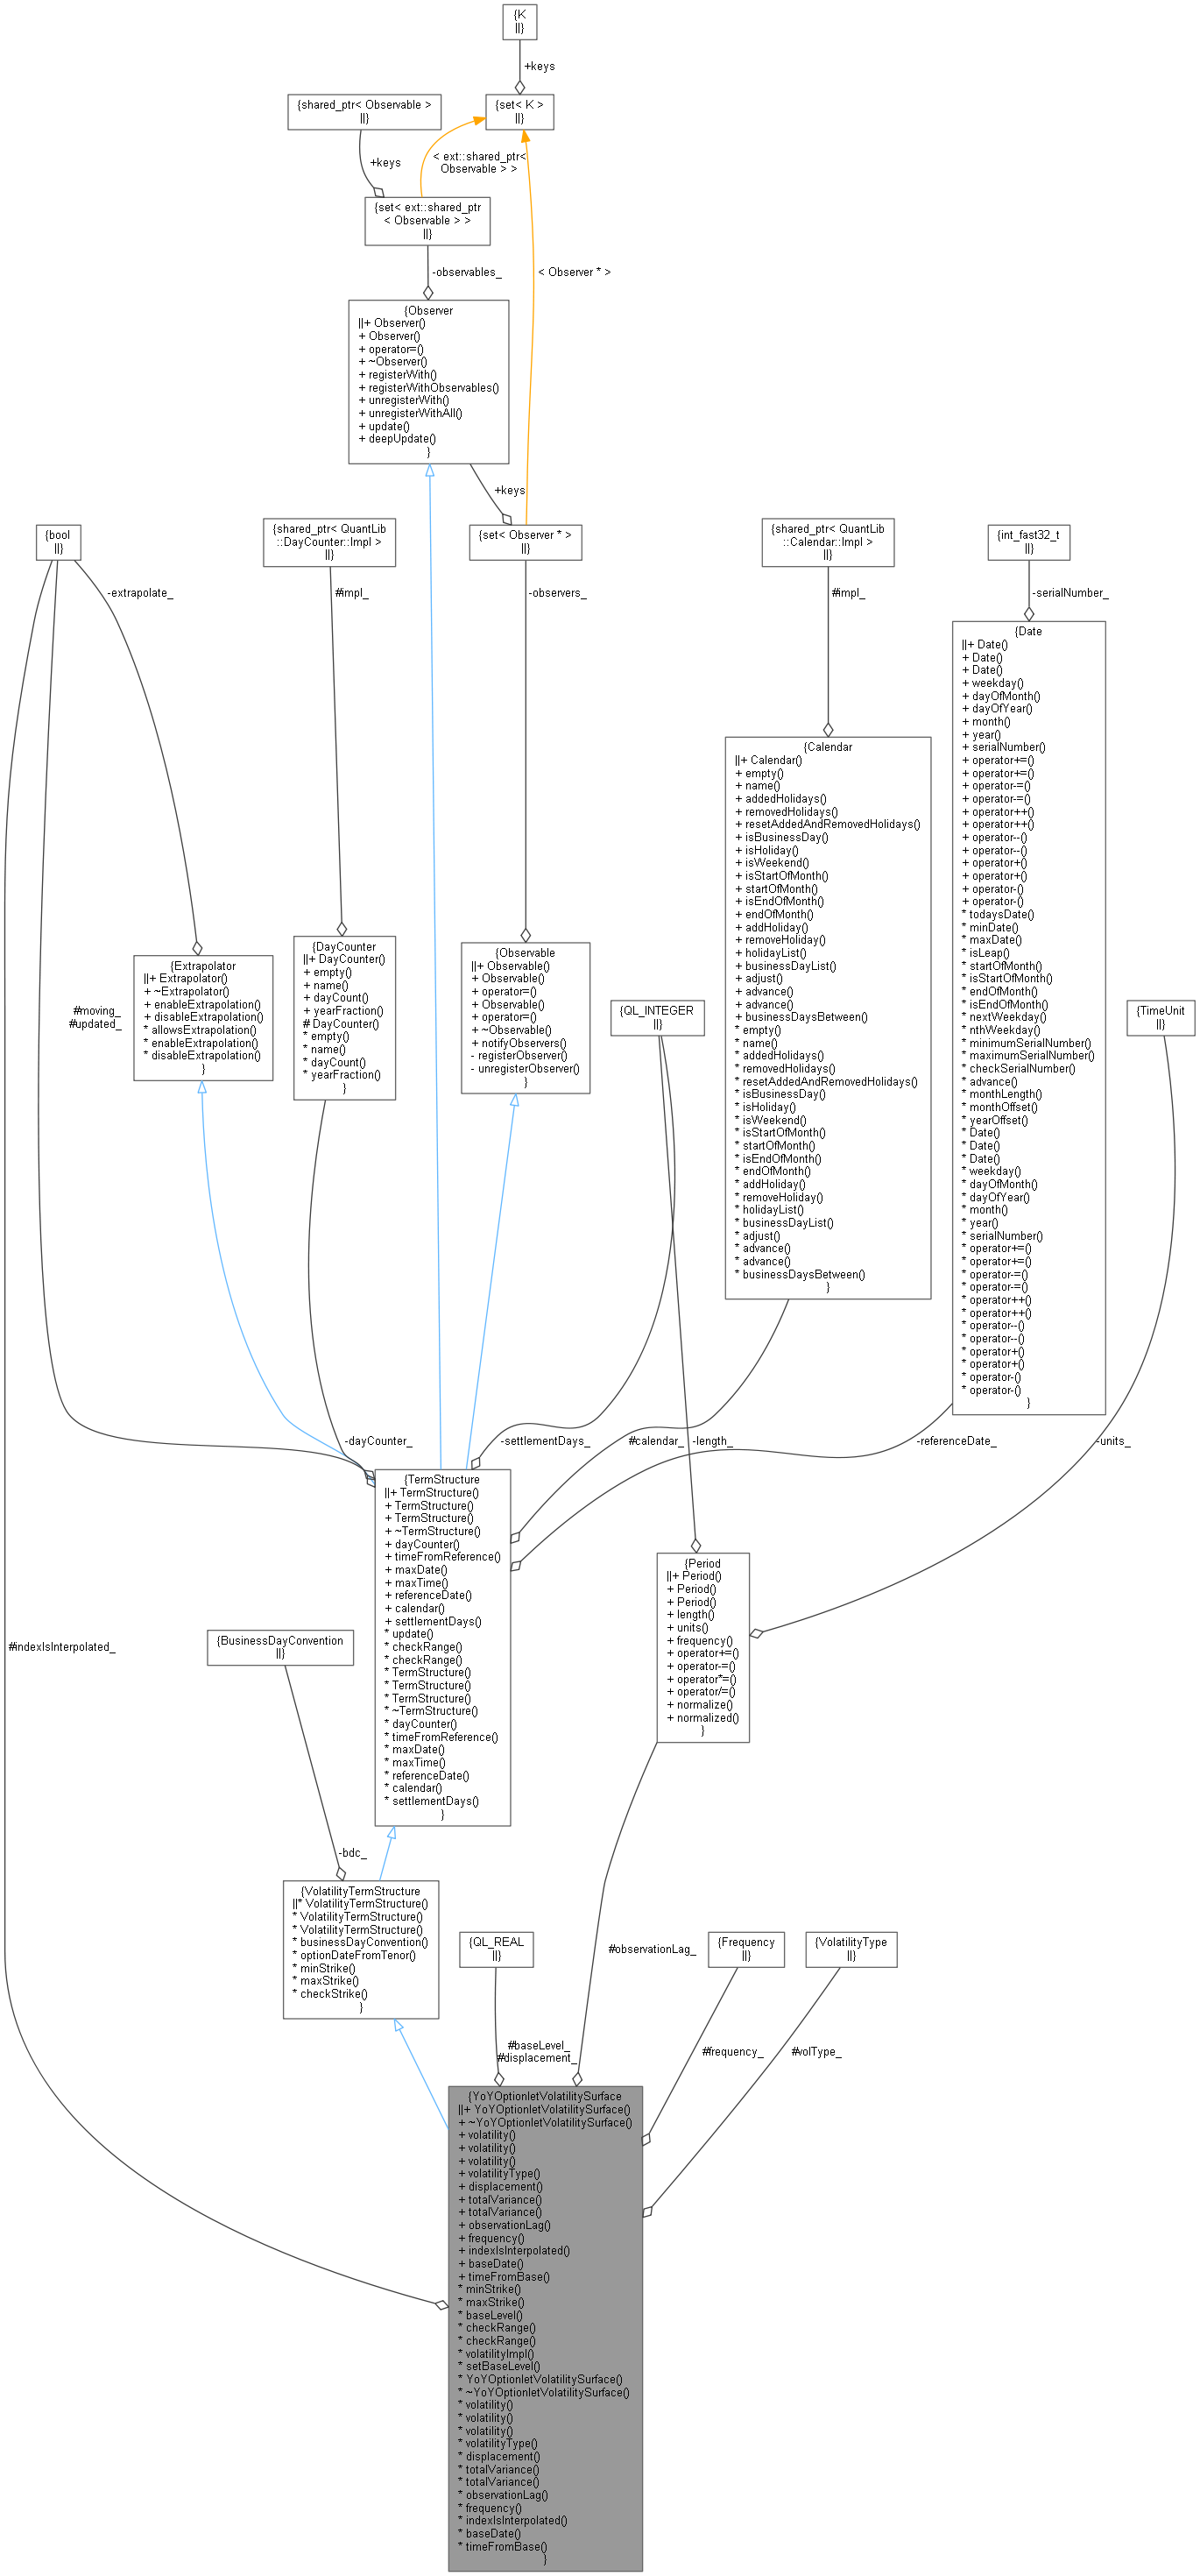 {K
||}
+keys
{shared_ptr< Observable >
||}
{set< K >
||}
+keys
< ext::shared_ptr<
Observable > >
{set< ext::shared_ptr
< Observable > >
||}
-observables_
< Observer * >
{Observer
||+ Observer()
+ Observer()
+ operator=()
+ ~Observer()
+ registerWith()
+ registerWithObservables()
+ unregisterWith()
+ unregisterWithAll()
+ update()
+ deepUpdate()
}
+keys
{bool
||}
{shared_ptr< QuantLib
::DayCounter::Impl >
||}
{set< Observer * >
||}
{shared_ptr< QuantLib
::Calendar::Impl >
||}
{int_fast32_t
||}
-extrapolate_
#impl_
-observers_
#impl_
-serialNumber_
{Date
||+ Date()
+ Date()
+ Date()
+ weekday()
+ dayOfMonth()
+ dayOfYear()
+ month()
+ year()
+ serialNumber()
+ operator+=()
+ operator+=()
+ operator-=()
+ operator-=()
+ operator++()
+ operator++()
+ operator--()
+ operator--()
+ operator+()
+ operator+()
+ operator-()
+ operator-()
* todaysDate()
* minDate()
* maxDate()
* isLeap()
* startOfMonth()
* isStartOfMonth()
* endOfMonth()
* isEndOfMonth()
* nextWeekday()
* nthWeekday()
* minimumSerialNumber()
* maximumSerialNumber()
* checkSerialNumber()
* advance()
* monthLength()
* monthOffset()
* yearOffset()
* Date()
* Date()
* Date()
* weekday()
* dayOfMonth()
* dayOfYear()
* month()
* year()
* serialNumber()
* operator+=()
* operator+=()
* operator-=()
* operator-=()
* operator++()
* operator++()
* operator--()
* operator--()
* operator+()
* operator+()
* operator-()
* operator-()
}
{Calendar
||+ Calendar()
+ empty()
+ name()
+ addedHolidays()
+ removedHolidays()
+ resetAddedAndRemovedHolidays()
+ isBusinessDay()
+ isHoliday()
+ isWeekend()
+ isStartOfMonth()
+ startOfMonth()
+ isEndOfMonth()
+ endOfMonth()
+ addHoliday()
+ removeHoliday()
+ holidayList()
+ businessDayList()
+ adjust()
+ advance()
+ advance()
+ businessDaysBetween()
* empty()
* name()
* addedHolidays()
* removedHolidays()
* resetAddedAndRemovedHolidays()
* isBusinessDay()
* isHoliday()
* isWeekend()
* isStartOfMonth()
* startOfMonth()
* isEndOfMonth()
* endOfMonth()
* addHoliday()
* removeHoliday()
* holidayList()
* businessDayList()
* adjust()
* advance()
* advance()
* businessDaysBetween()
}
{Extrapolator
||+ Extrapolator()
+ ~Extrapolator()
+ enableExtrapolation()
+ disableExtrapolation()
* allowsExtrapolation()
* enableExtrapolation()
* disableExtrapolation()
}
{DayCounter
||+ DayCounter()
+ empty()
+ name()
+ dayCount()
+ yearFraction()
# DayCounter()
* empty()
* name()
* dayCount()
* yearFraction()
}
{Observable
||+ Observable()
+ Observable()
+ operator=()
+ Observable()
+ operator=()
+ ~Observable()
+ notifyObservers()
- registerObserver()
- unregisterObserver()
}
{QL_INTEGER
||}
{TimeUnit
||}
#moving_
#updated_
-dayCounter_
-settlementDays_
#calendar_
-length_
-referenceDate_
-units_
{TermStructure
||+ TermStructure()
+ TermStructure()
+ TermStructure()
+ ~TermStructure()
+ dayCounter()
+ timeFromReference()
+ maxDate()
+ maxTime()
+ referenceDate()
+ calendar()
+ settlementDays()
* update()
* checkRange()
* checkRange()
* TermStructure()
* TermStructure()
* TermStructure()
* ~TermStructure()
* dayCounter()
* timeFromReference()
* maxDate()
* maxTime()
* referenceDate()
* calendar()
* settlementDays()
}
{Period
||+ Period()
+ Period()
+ Period()
+ length()
+ units()
+ frequency()
+ operator+=()
+ operator-=()
+ operator*=()
+ operator/=()
+ normalize()
+ normalized()
}
#indexIsInterpolated_
{BusinessDayConvention
||}
-bdc_
{VolatilityTermStructure
||* VolatilityTermStructure()
* VolatilityTermStructure()
* VolatilityTermStructure()
* businessDayConvention()
* optionDateFromTenor()
* minStrike()
* maxStrike()
* checkStrike()
}
{QL_REAL
||}
#observationLag_
{Frequency
||}
{VolatilityType
||}
#baseLevel_
#displacement_
#frequency_
#volType_
{YoYOptionletVolatilitySurface
||+ YoYOptionletVolatilitySurface()
+ ~YoYOptionletVolatilitySurface()
+ volatility()
+ volatility()
+ volatility()
+ volatilityType()
+ displacement()
+ totalVariance()
+ totalVariance()
+ observationLag()
+ frequency()
+ indexIsInterpolated()
+ baseDate()
+ timeFromBase()
* minStrike()
* maxStrike()
* baseLevel()
* checkRange()
* checkRange()
* volatilityImpl()
* setBaseLevel()
* YoYOptionletVolatilitySurface()
* ~YoYOptionletVolatilitySurface()
* volatility()
* volatility()
* volatility()
* volatilityType()
* displacement()
* totalVariance()
* totalVariance()
* observationLag()
* frequency()
* indexIsInterpolated()
* baseDate()
* timeFromBase()
}